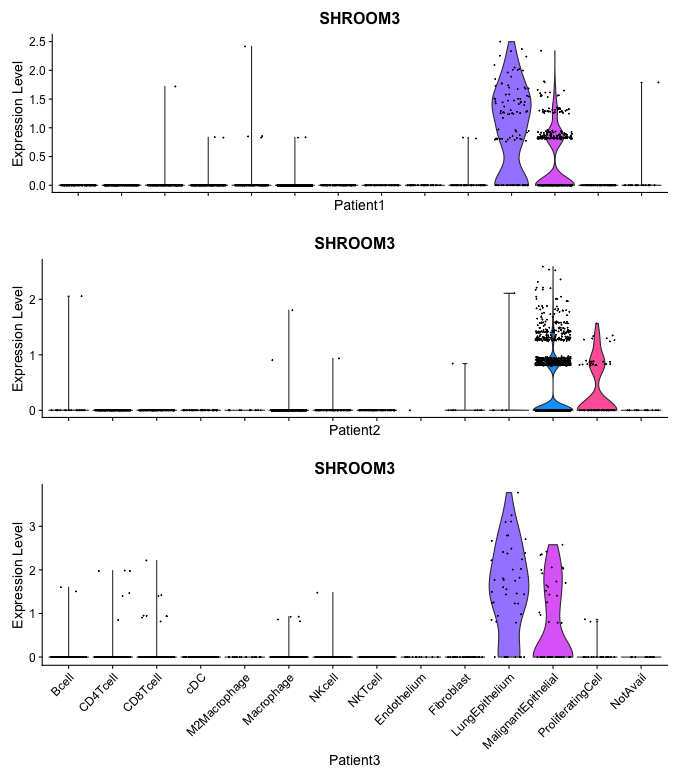 SHROOM3
Expression Level
2.5
2.0
1.5
1.0
0.5
0.0
Patient1
SHROOM3
Expression Level
2
1
0
Patient2
SHROOM3
Expression Level
3
2
1
0
Bcell
CD4Tcell
CD8Tcell
cDC
M2Macrophage
Macrophage
NKcell
NKTcell
Endothelium
Fibroblast
LungEpithelium
MalignantEpithelial
ProliferatingCell
NotAvail
Patient3